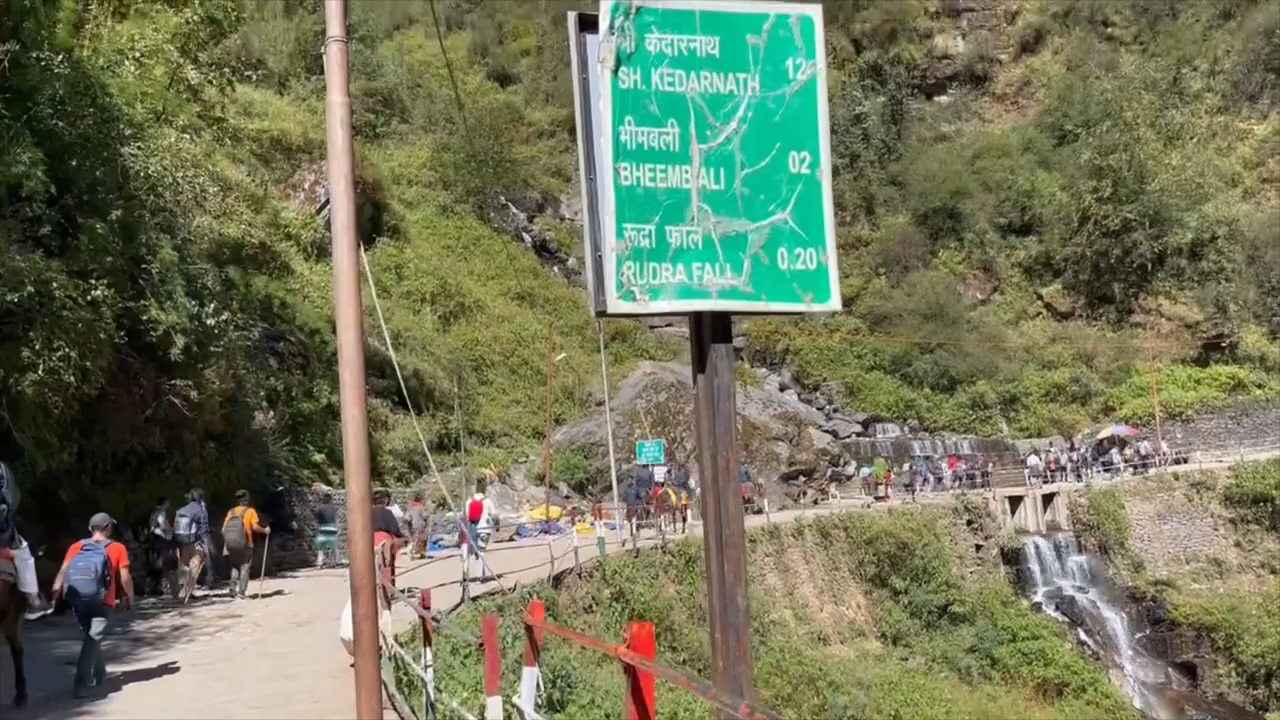 श्री केदारनाथ
SH. KEDARNATH 12
भीमबली
BHEEMBALI 02
रूद्रा फाल
RUDRA FALL 0.20